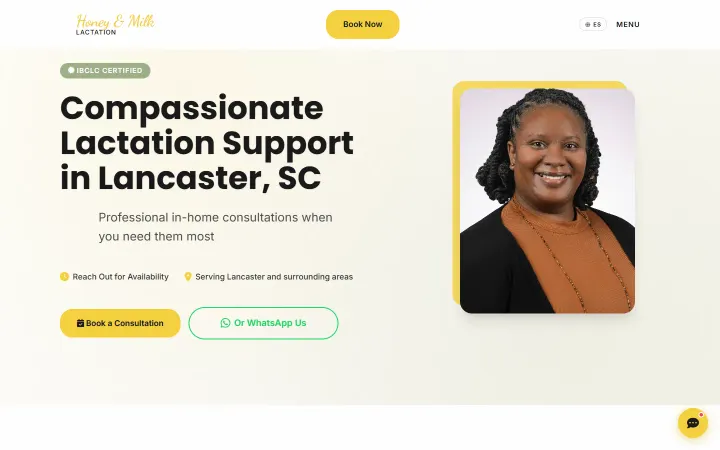 Honey & Milk
LACTATION
Book Now
ES
MENU
IBCLC CERTIFIED
Compassionate
Lactation Support
in Lancaster, SC
Professional in-home consultations when
you need them most
Reach Out for Availability
Serving Lancaster and surrounding areas
Book a Consultation
Or WhatsApp Us